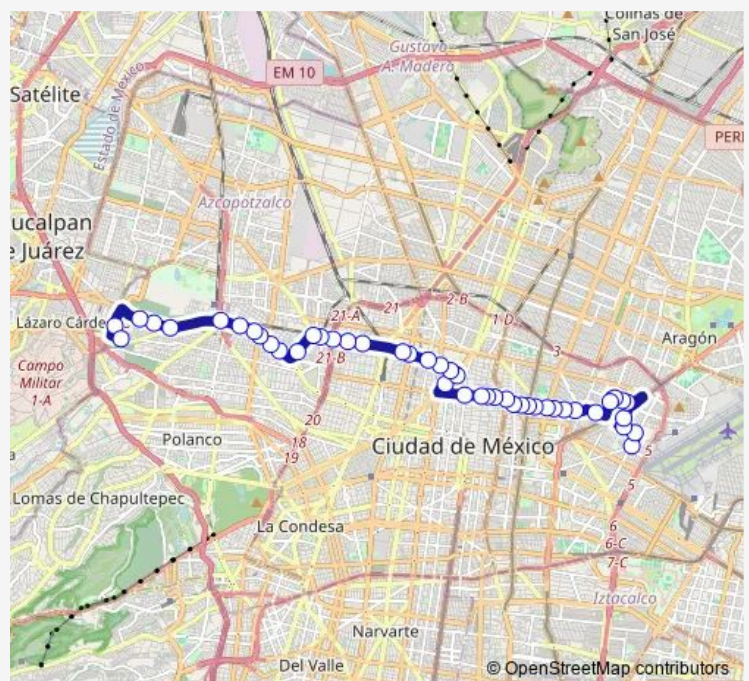 Colinas de
San José
Gustavo
A. Madero
EM 10
Satélite
Estado de México
PERI
Azcapotzalco
ucalpan
e Juárez
2-B
21
21-A
1-D
Lázaro Cárde
3
Aragón
21-B
Campo
Militar
1-A
20
18
19
Polanco
Ciudad de México
5
5
Lomas de Chapultepec
La Condesa
6
6-C
7-C
Iztacalco
Narvarte
Del Valle
© OpenStreetMap contributors